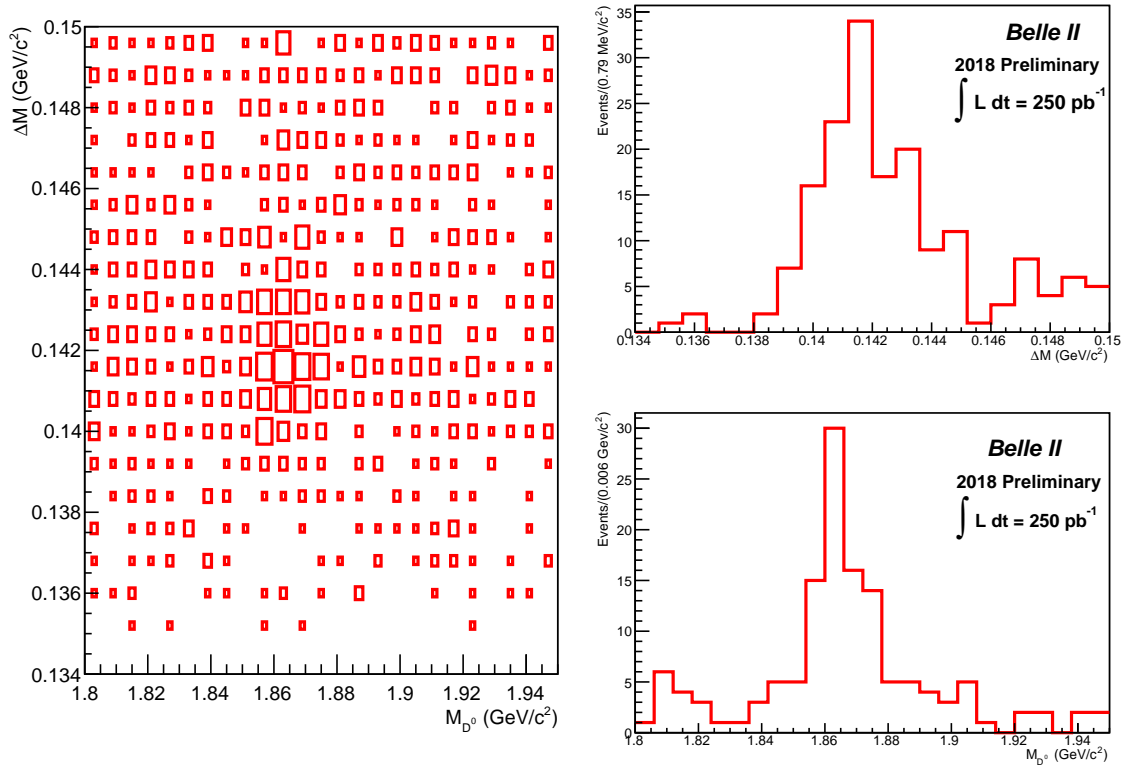 ΔM (GeV/c²)
0.15
0.148
0.146
0.144
0.142
0.14
0.138
0.136
0.134
1.8 1.82 1.84 1.86 1.88 1.9 1.92 1.94
M_D⁰ (GeV/c²)
Events/(0.79 MeV/c²)
35
30
25
20
15
10
5
0
0.134 0.136 0.138 0.14 0.142 0.144 0.146 0.148 0.15
ΔM (GeV/c²)
Belle II
2018 Preliminary
∫ L dt = 250 pb⁻¹
Events/(0.006 Gev/c²)
30
25
20
15
10
5
0
1.8 1.82 1.84 1.86 1.88 1.9 1.92 1.94
M_D⁰ (GeV/c²)
Belle II
2018 Preliminary
∫ L dt = 250 pb⁻¹